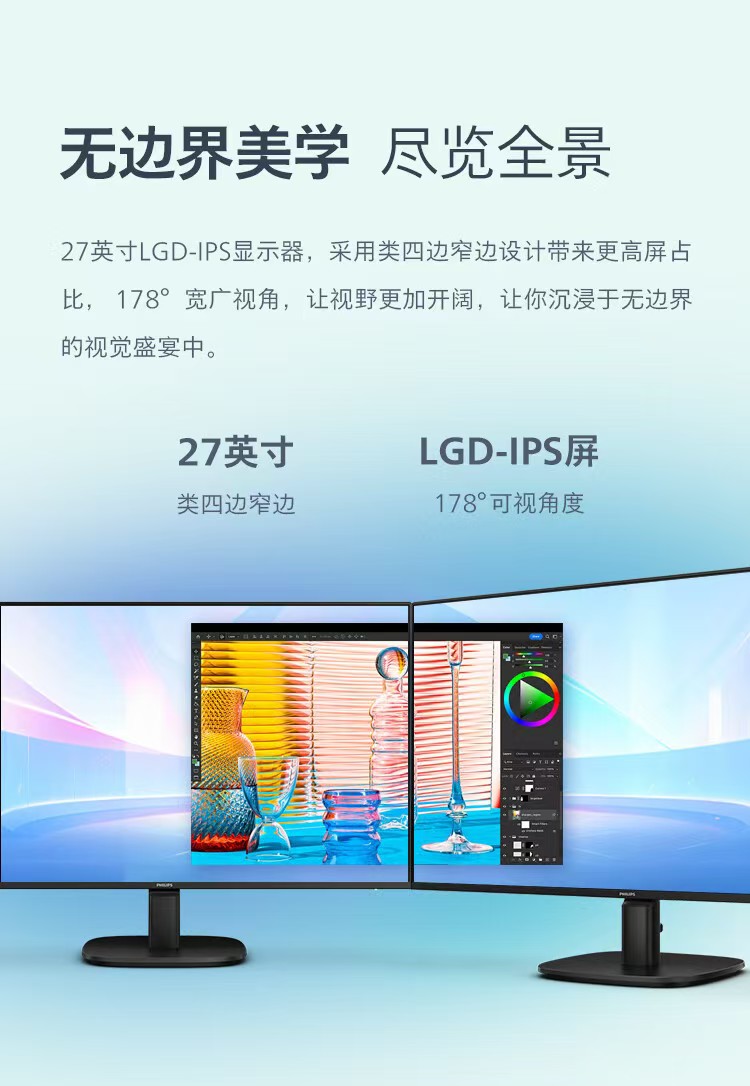 无边界美学 尽览全景
27英寸LGD-IPS显示器，采用类四边窄边设计带来更高屏占
比， 178° 宽广视角，让视野更加开阔，让你沉浸于无边界
的视觉盛宴中。
27英寸 LGD-IPS屏
类四边窄边 178°可视角度
PHILIPS PHILIPS